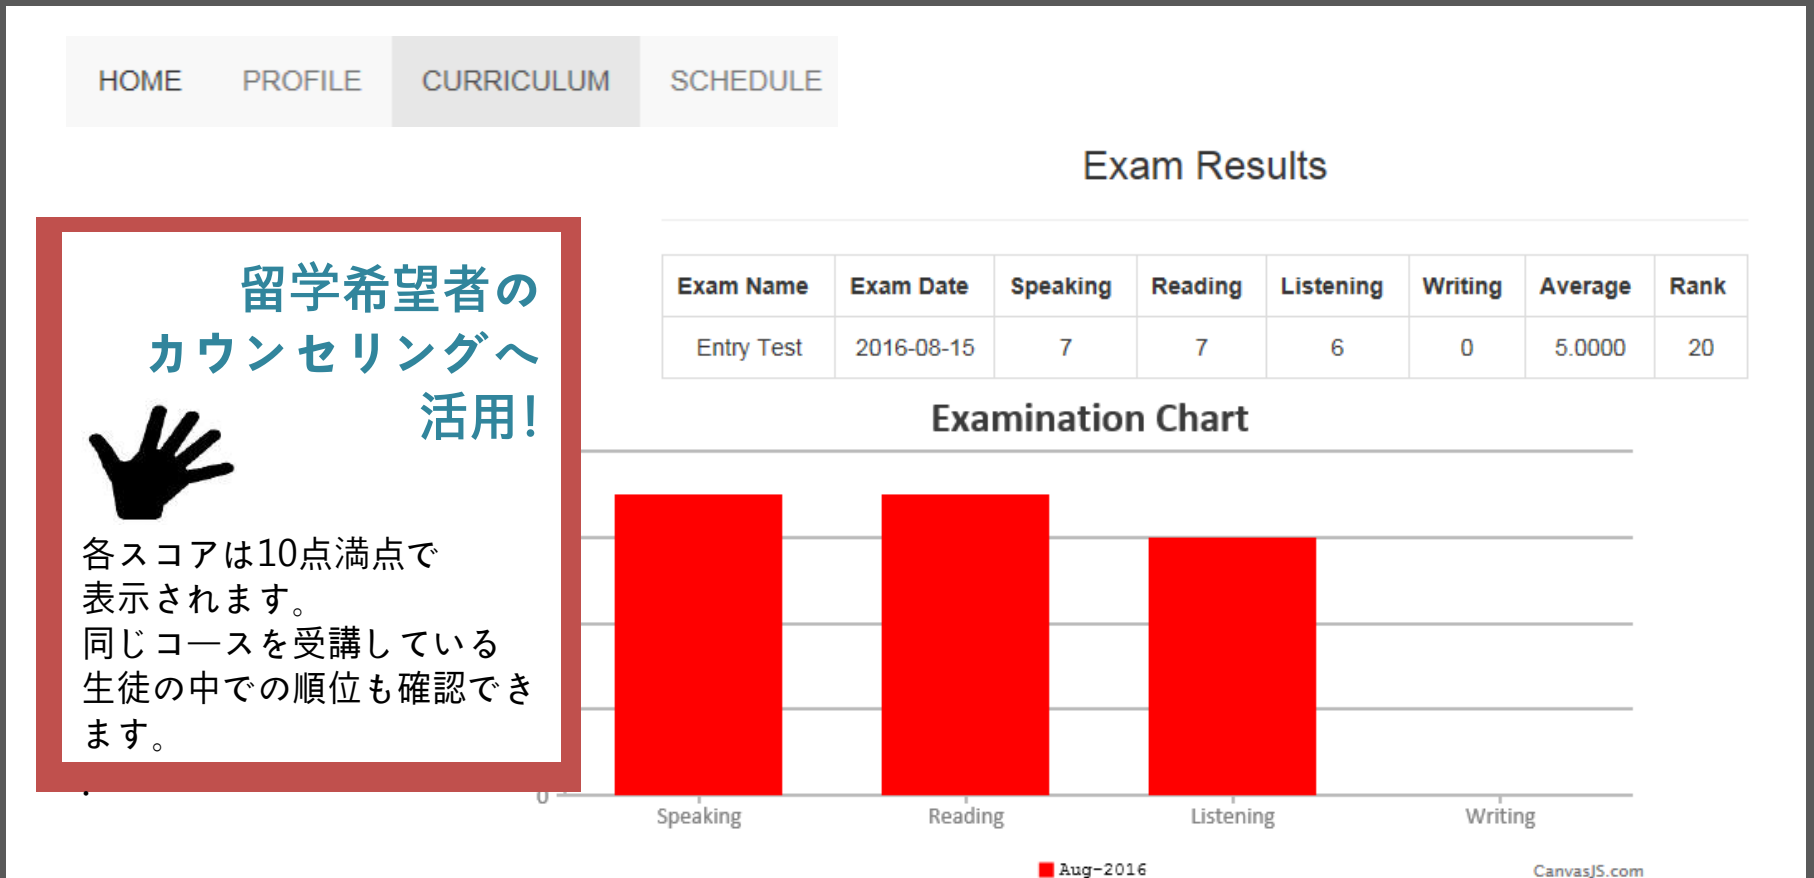 HOME PROFILE CURRICULUM SCHEDULE
Exam Results
留学希望者の
カウンセリングへ
活用!
各スコアは10点満点で
表示されます。
同じコースを受講している
生徒の中での順位も確認でき
ます。
Exam Name Exam Date Speaking Reading Listening Writing Average Rank
Entry Test 2016-08-15 7 7 6 0 5.0000 20
Examination Chart
0
Speaking Reading Listening Writing
Aug-2016
CanvasJS.com